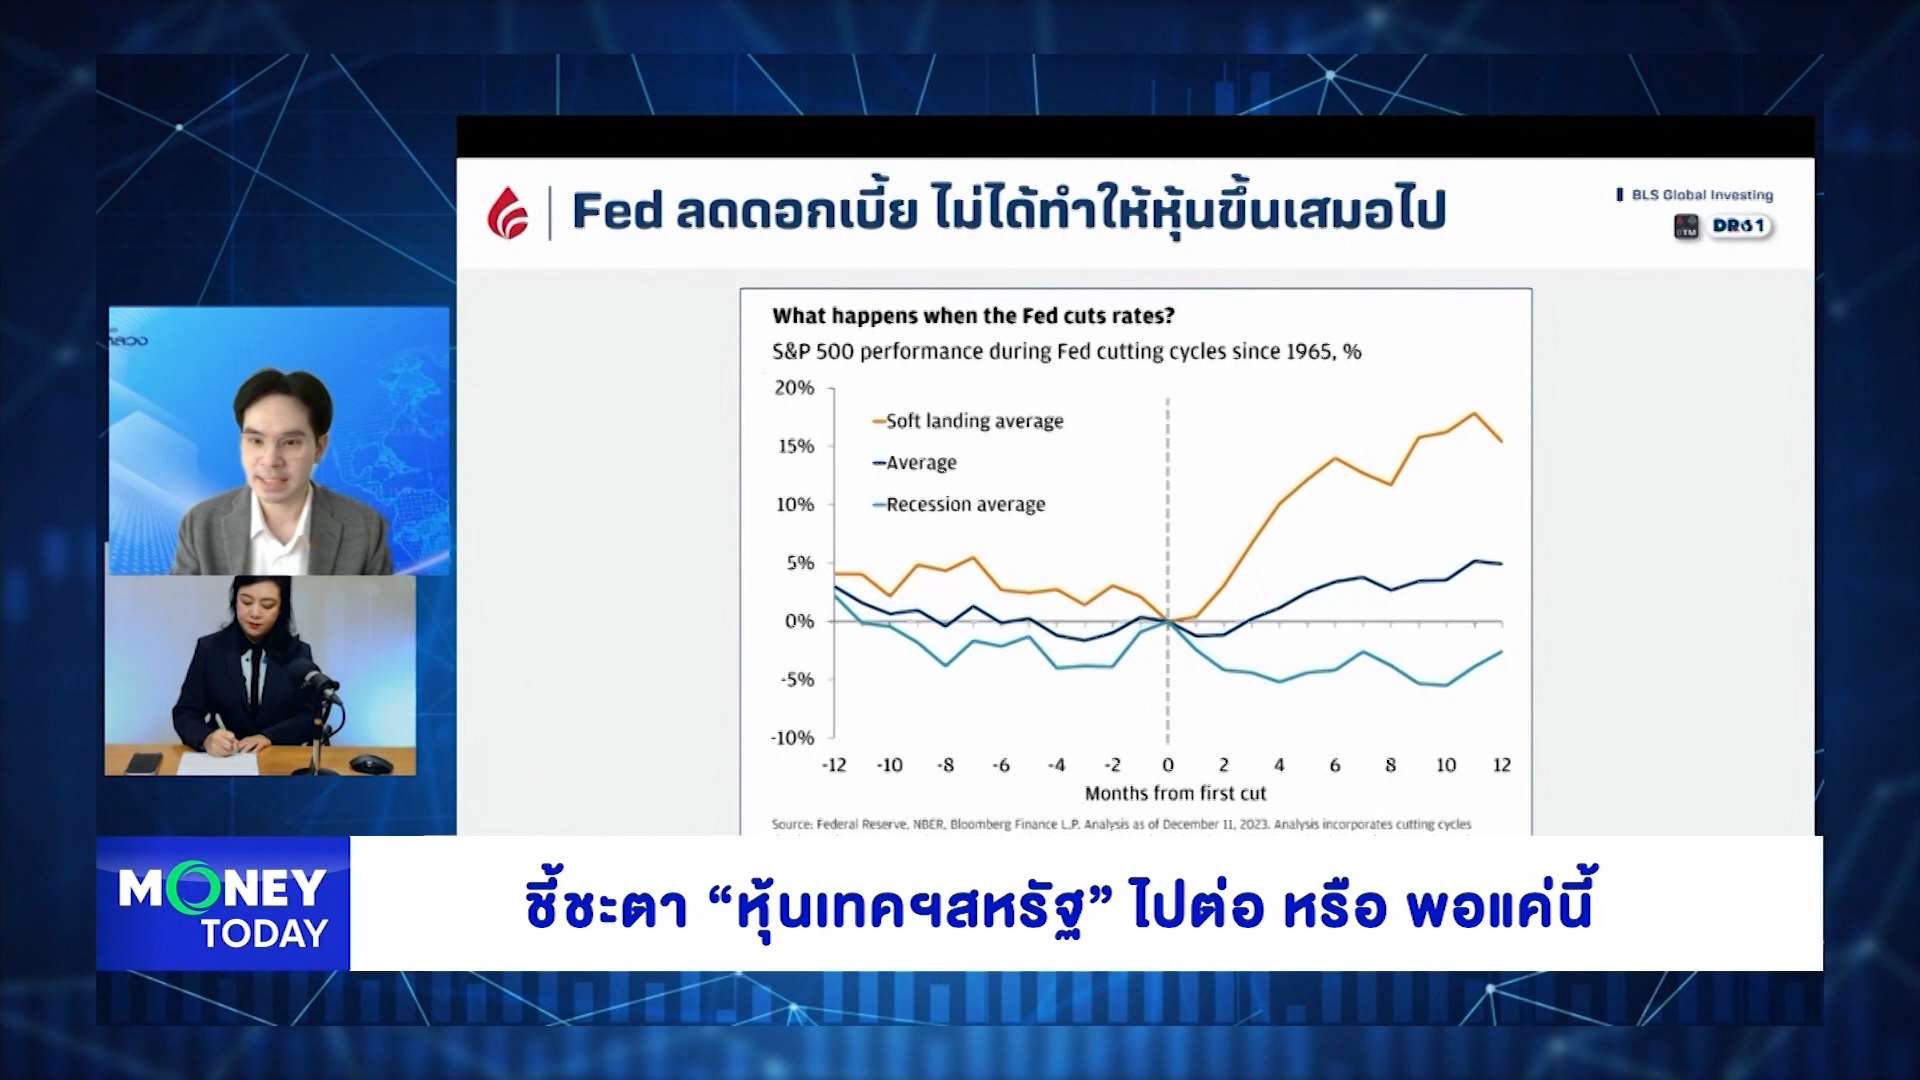 Fed ลดดอกเบี้ย ไม่ได้ทำให้หุ้นขึ้นเสมอไป
BLS Global Investing
DR61
What happens when the Fed cuts rates?
S&P 500 performance during Fed cutting cycles since 1965, %
20%
15%
10%
5%
0%
-5%
-10%
Soft landing average
Average
Recession average
-12 -10 -8 -6 -4 -2 0 2 4 6 8 10 12
Months from first cut
Source: Federal Reserve, NBER, Bloomberg Finance L.P. Analysis as of December 11, 2023. Analysis incorporates cutting cycles
MONEY
TODAY
ชี้ชะตา “หุ้นเทคฯสหรัฐ” ไปต่อ หรือ พอแค่นี้